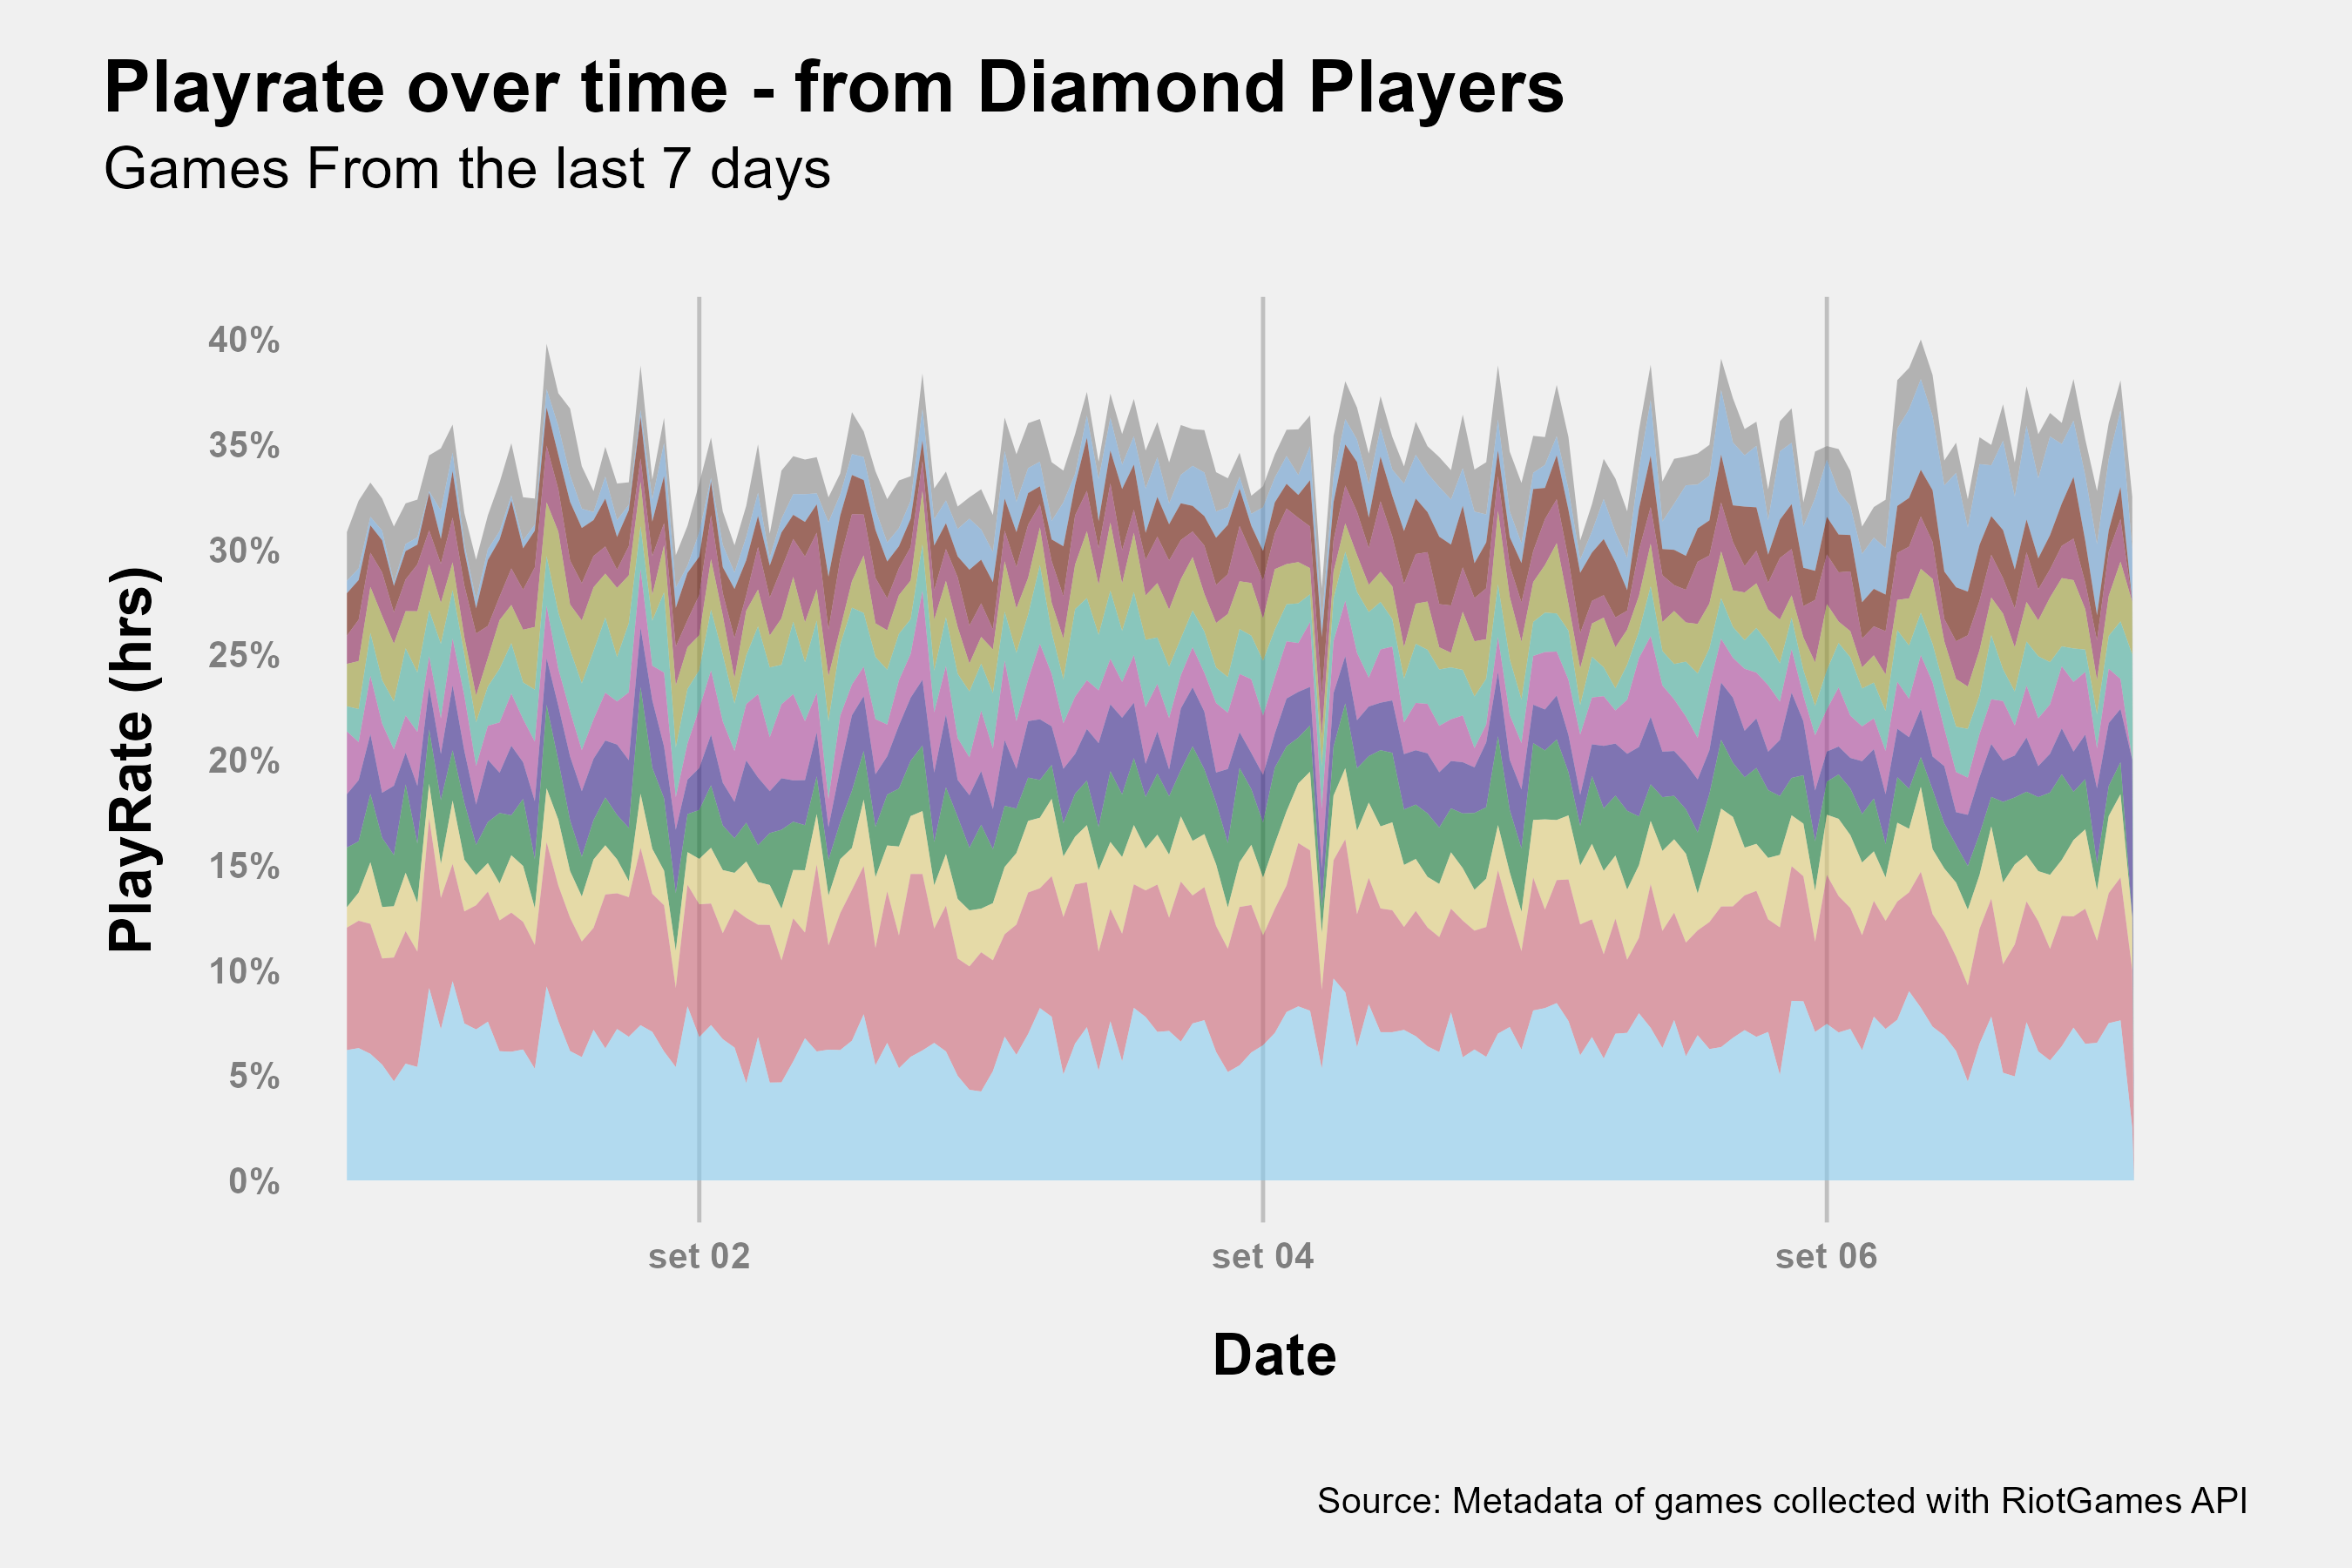 Playrate over time - from Diamond Players
Games From the last 7 days
PlayRate (hrs)
40%
35%
30%
25%
20%
15%
10%
5%
0%
set 02
set 04
set 06
Date
Source: Metadata of games collected with RiotGames API